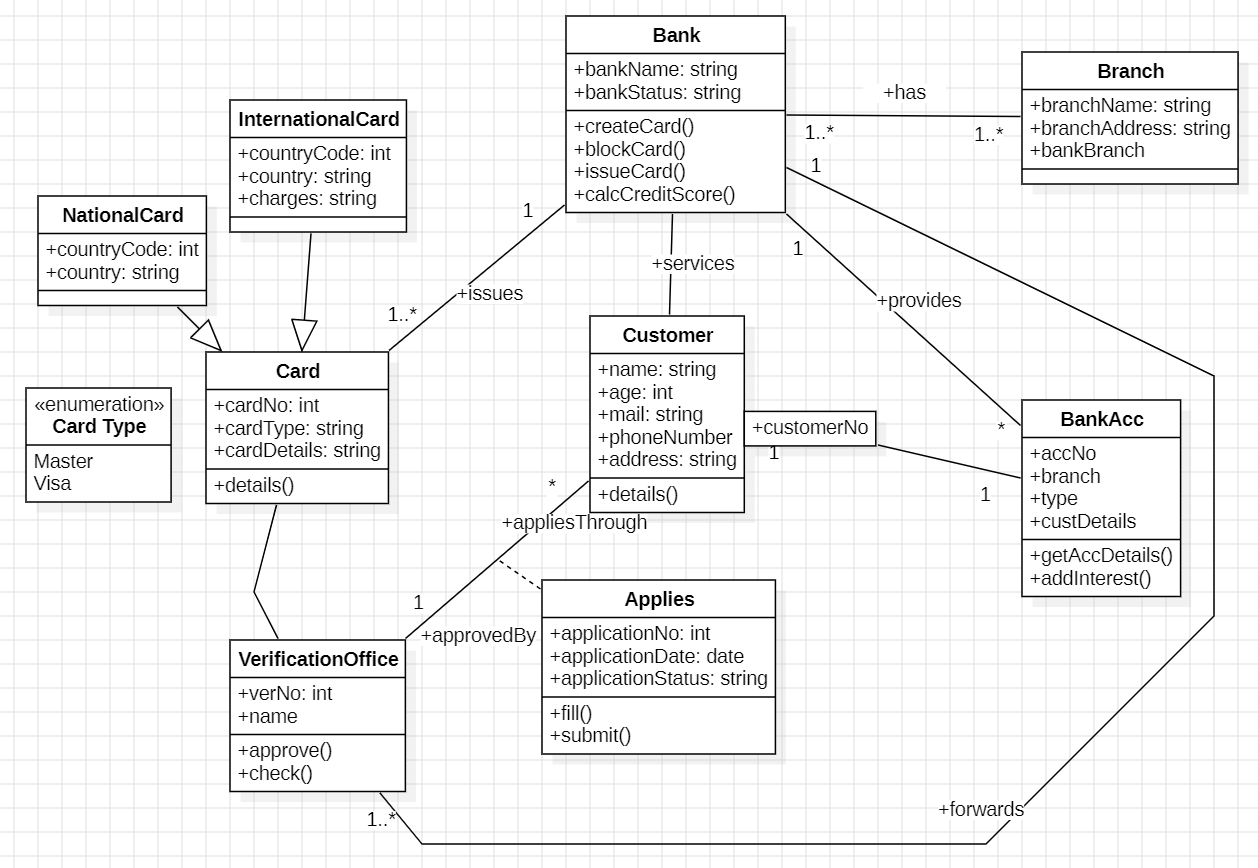 Bank
+bankName: string
+bankStatus: string
+createCard()
+blockCard()
+issueCard()
+calcCreditScore()
Branch
+branchName: string
+branchAddress: string
+bankBranch
+has
1..*
1..*
1
InternationalCard
+countryCode: int
+country: string
+charges: string
NationalCard
+countryCode: int
+country: string
1
+issues
1..*
+services
1
+provides
*
Card
+cardNo: int
+cardType: string
+cardDetails: string
+details()
«enumeration»
Card Type
Master
Visa
Customer
+name: string
+age: int
+mail: string
+phoneNumber
+address: string
+details()
+customerNo
1
1
BankAcc
+accNo
+branch
+type
+custDetails
+getAccDetails()
+addInterest()
*
+appliesThrough
1
+approvedBy
Applies
+applicationNo: int
+applicationDate: date
+applicationStatus: string
+fill()
+submit()
VerificationOffice
+verNo: int
+name
+approve()
+check()
1..*
+forwards